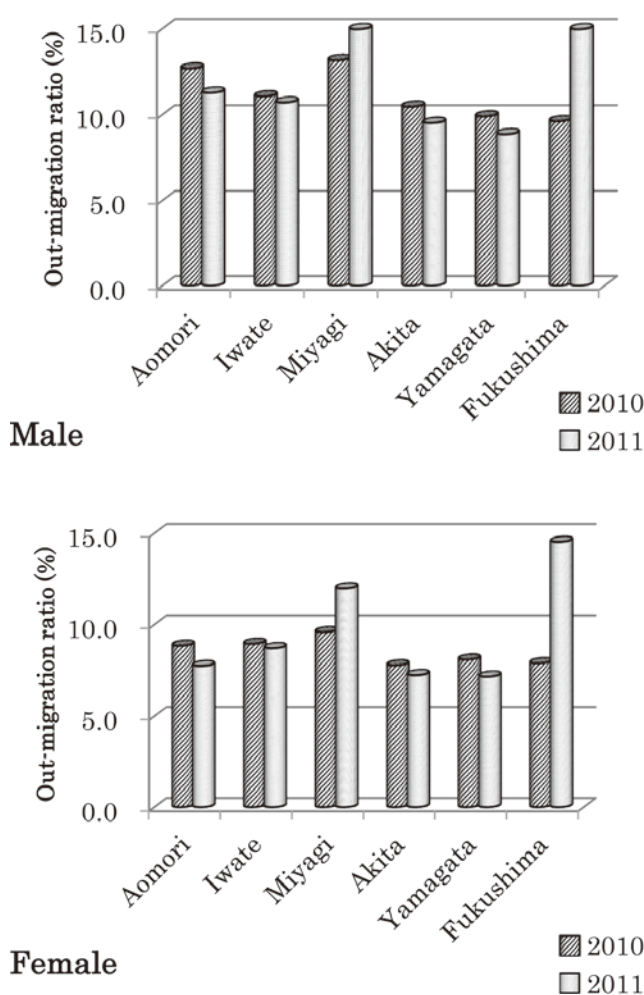 Out-migration ratio (%)
15.0
10.0
5.0
0.0
Aomori
Iwate
Miyagi
Akita
Yamagata
Fukushima
2010
2011
Male
Out-migration ratio (%)
15.0
10.0
5.0
0.0
Aomori
Iwate
Miyagi
Akita
Yamagata
Fukushima
2010
2011
Female